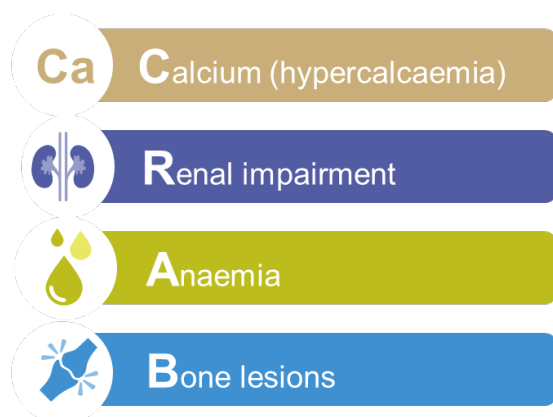 Ca
Calcium (hypercalcaemia)
Renal impairment
Anaemia
Bone lesions